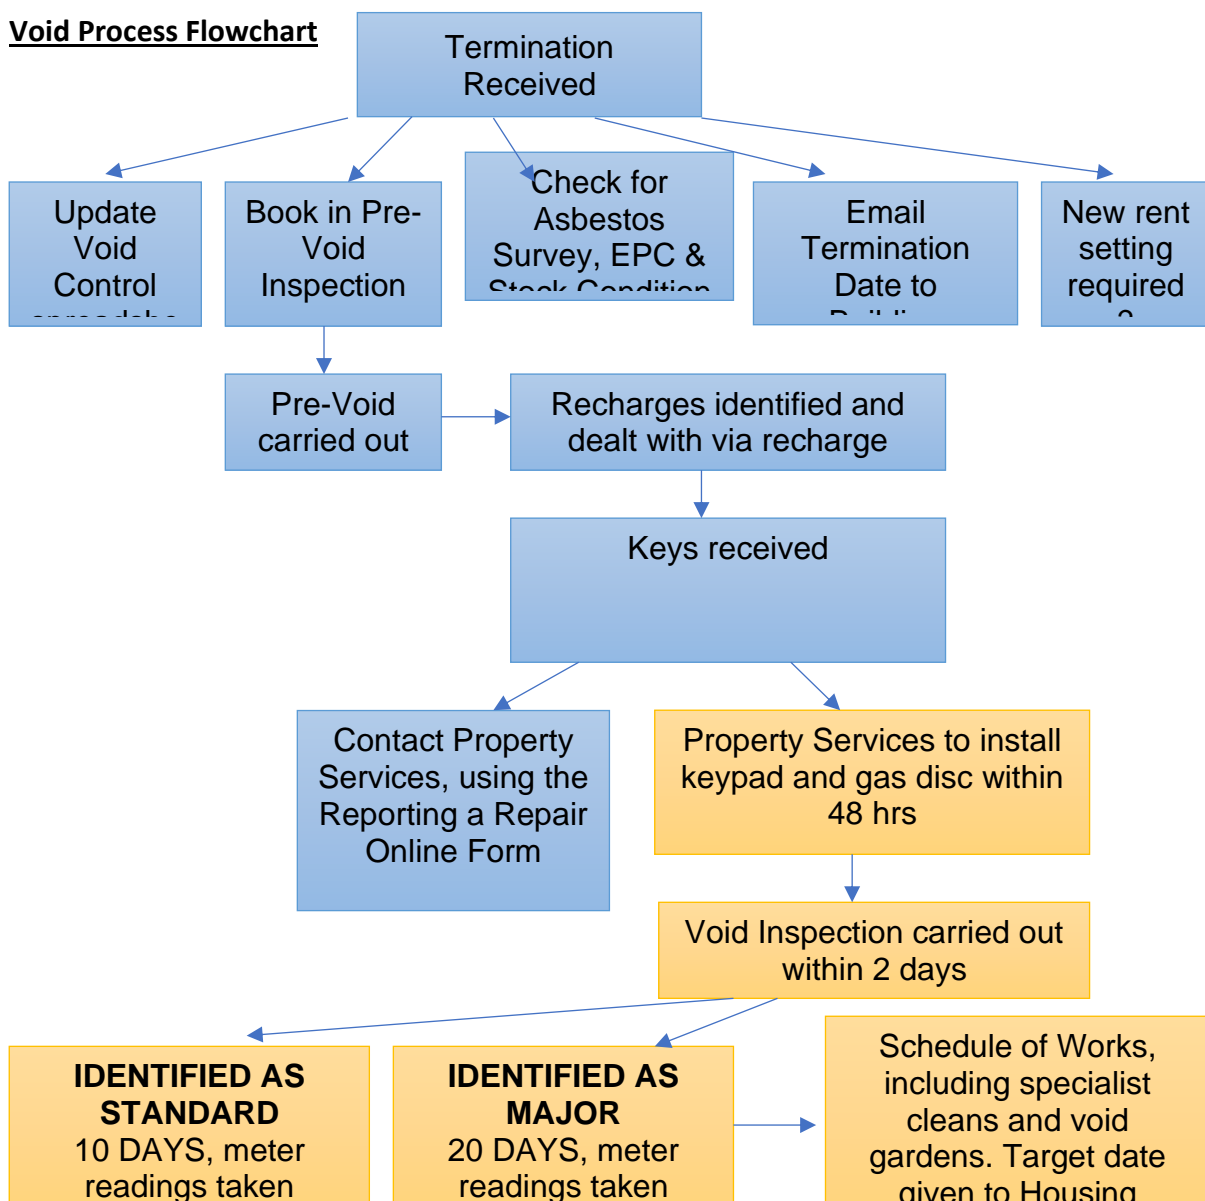 Void Process Flowchart
Termination
Received
Update
Void
Control
Book in Pre-
Void
Inspection
Check for
Asbestos
Survey, EPC &
Stock Condition
Email
Termination
Date to
New rent
setting
required
Pre-Void
carried out
Recharges identified and
dealt with via recharge
Keys received
Contact Property
Services, using the
Reporting a Repair
Online Form
Property Services to install
keypad and gas disc within
48 hrs
Void Inspection carried out
within 2 days
IDENTIFIED AS
STANDARD
10 DAYS, meter
readings taken
IDENTIFIED AS
MAJOR
20 DAYS, meter
readings taken
Schedule of Works,
including specialist
cleans and void
gardens. Target date
given to Housing